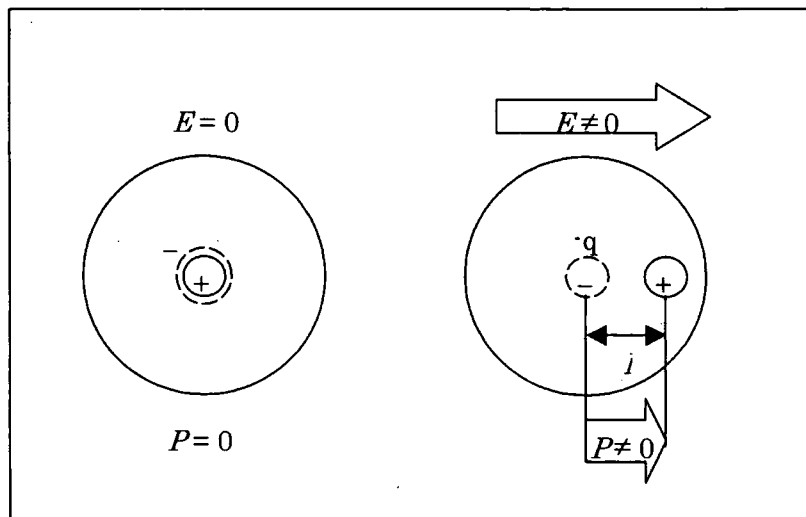 E = 0
E ≠ 0
−
+
-q
−
+
l
P = 0
P ≠ 0